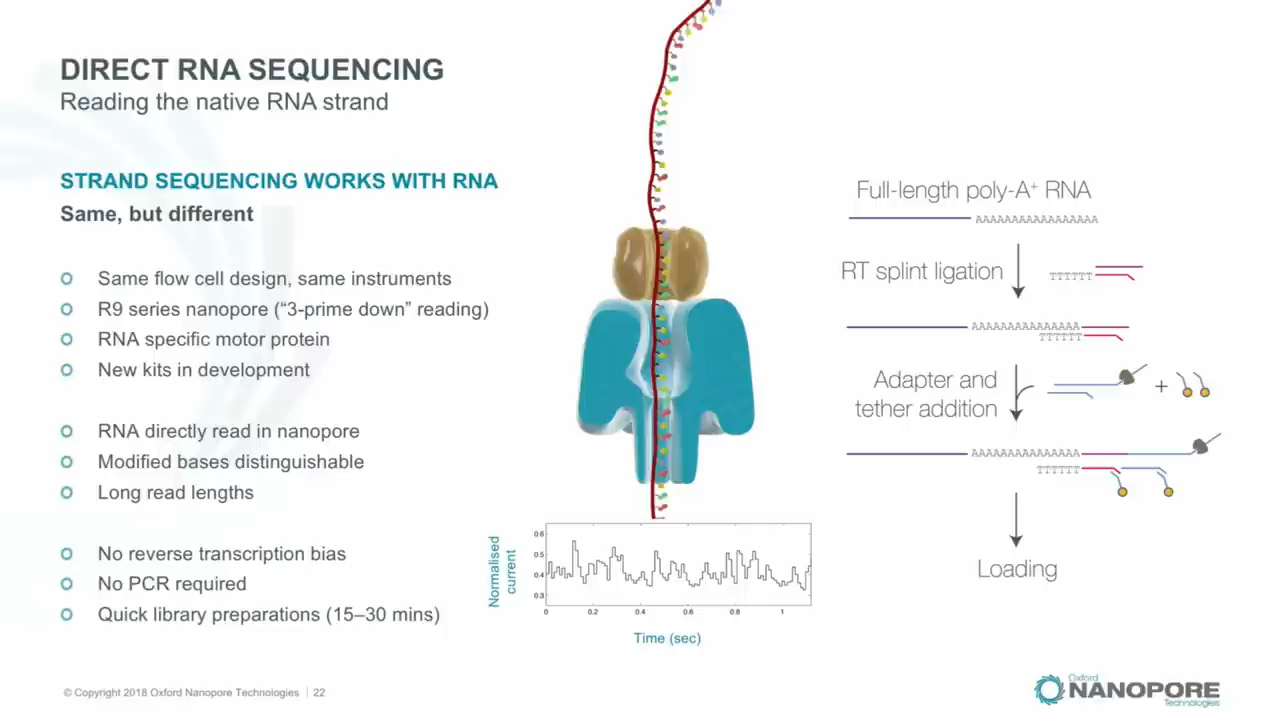 DIRECT RNA SEQUENCING
Reading the native RNA strand
STRAND SEQUENCING WORKS WITH RNA
Same, but different
Same flow cell design, same instruments
R9 series nanopore (“3-prime down” reading)
RNA specific motor protein
New kits in development
RNA directly read in nanopore
Modified bases distinguishable
Long read lengths
No reverse transcription bias
No PCR required
Quick library preparations (15–30 mins)
Normalised
current
0.6
0.5
0.4
0.3
0
0.2
0.4
0.6
0.8
1
Time (sec)
Full-length poly-A⁺ RNA
AAAAAAAAAAAAAAAAA
RT splint ligation
TTTTTT
AAAAAAAAAAAAAAA
TTTTTT
Adapter and
tether addition
+
AAAAAAAAAAAAAAA
TTTTTT
Loading
© Copyright 2018 Oxford Nanopore Technologies | 22
Oxford
NANOPORE
Technologies